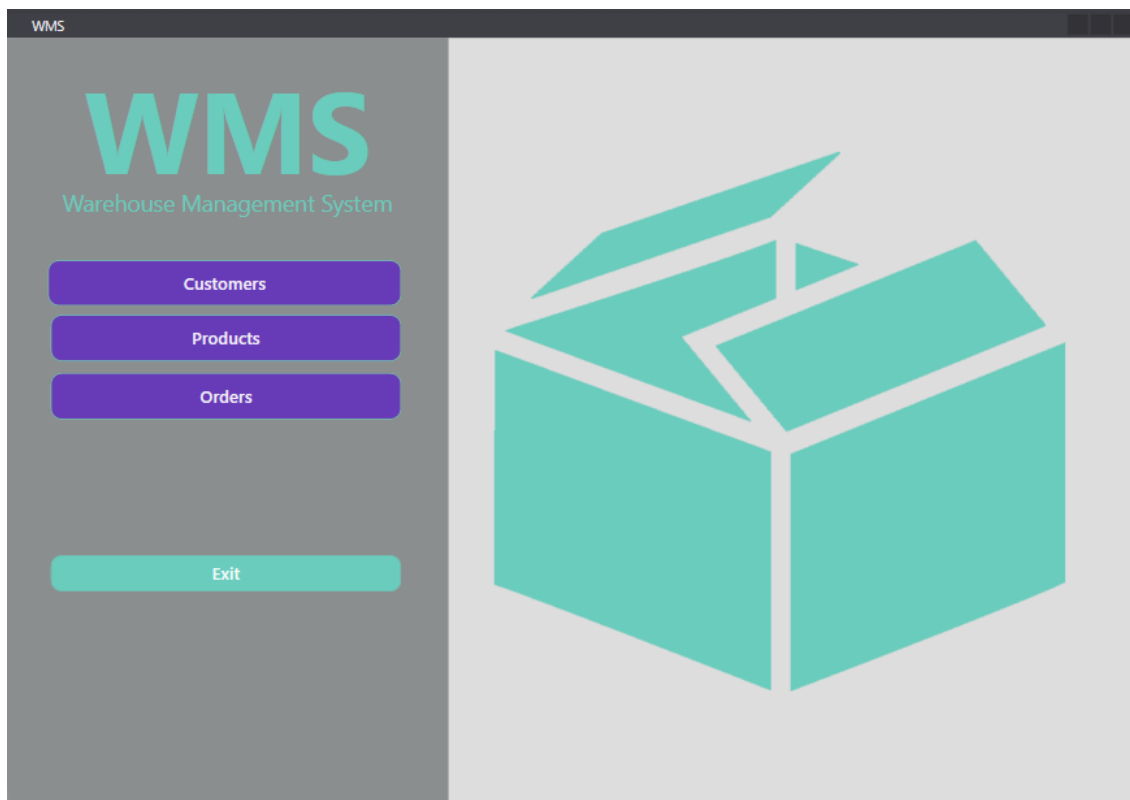 WMS
WMS
Warehouse Management System
Customers
Products
Orders
Exit